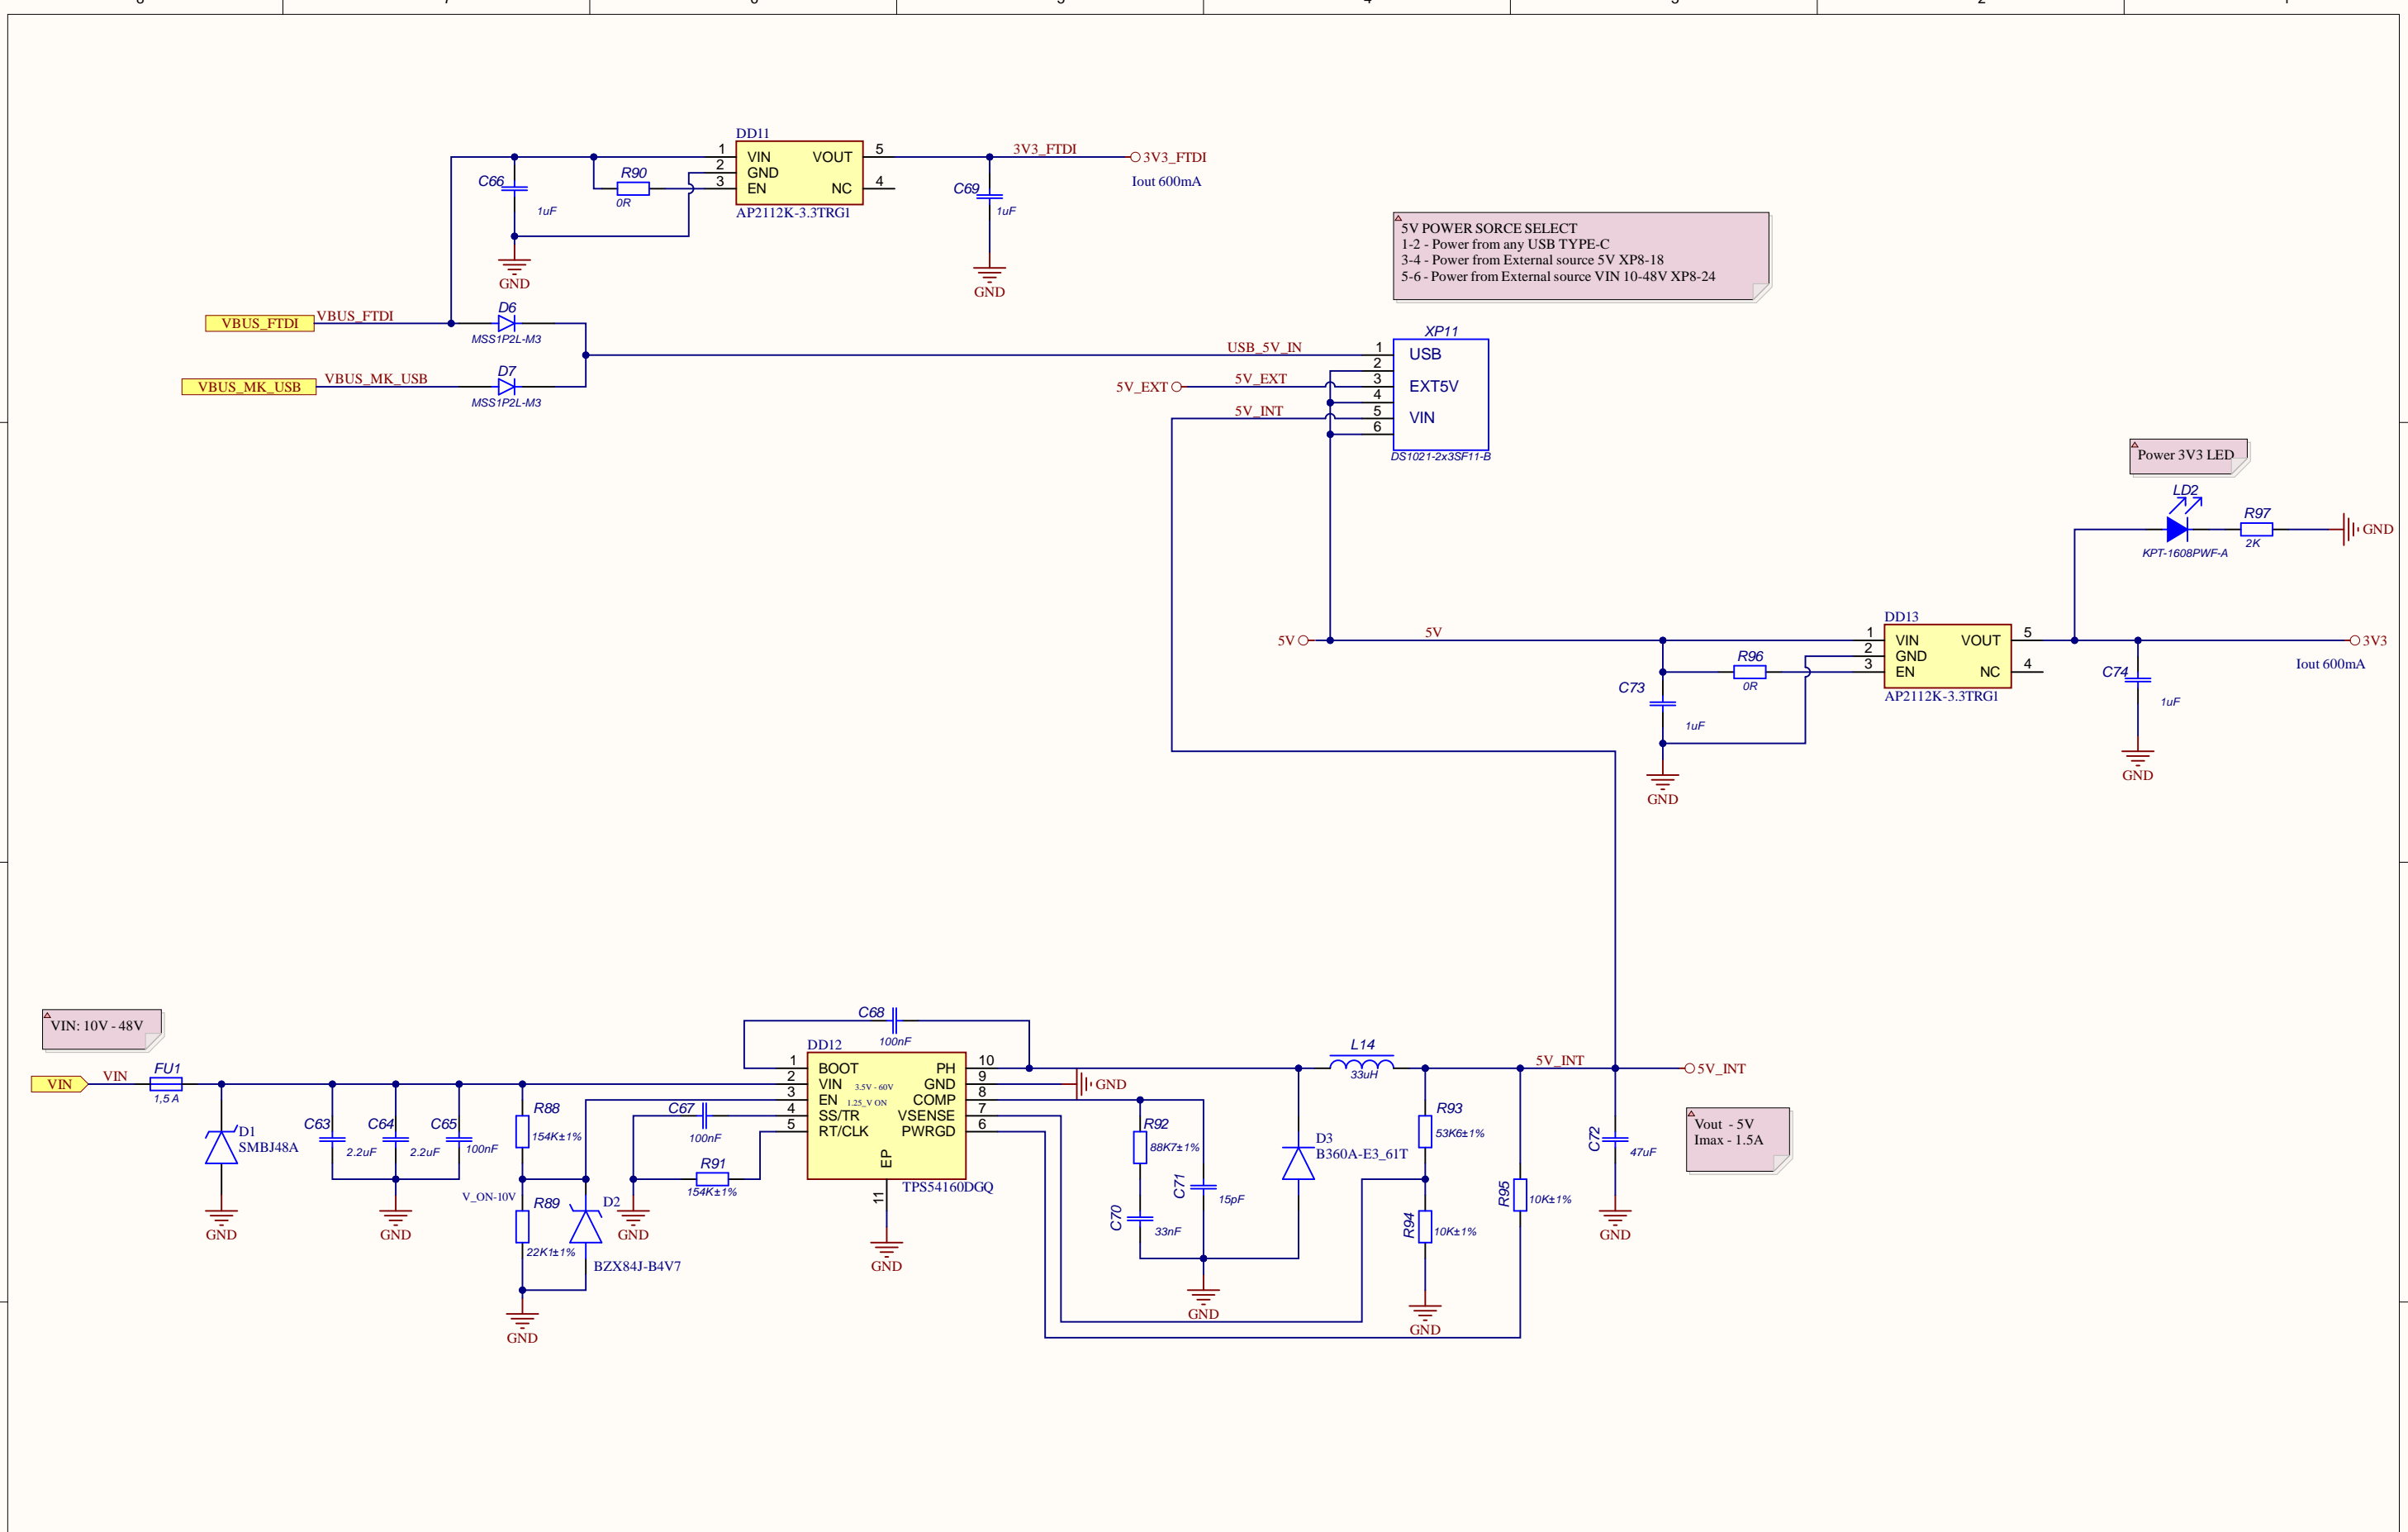 DD11
1
VIN
VOUT
5
3V3_FTDI
3V3_FTDI
2
GND
R90
C66
3
EN
NC
4
C69
Iout 600mA
0R
1uF
AP2112K-3.3TRG1
1uF
GND
GND
5V POWER SORCE SELECT
1-2 - Power from any USB TYPE-C
3-4 - Power from External source 5V XP8-18
5-6 - Power from External source VIN 10-48V XP8-24
D6
VBUS_FTDI
VBUS_FTDI
MSS1P2L-M3
D7
VBUS_MK_USB
VBUS_MK_USB
MSS1P2L-M3
XP11
USB_5V_IN
1
USB
2
5V_EXT
5V_EXT
3
EXT5V
4
5V_INT
5
VIN
6
DS1021-2x3SF11-B
Power 3V3 LED
LD2
R97
GND
KPT-1608PWF-A
2K
DD13
5V
5V
1
VIN
VOUT
5
3V3
2
GND
R96
3
EN
NC
4
Iout 600mA
C73
0R
C74
AP2112K-3.3TRG1
1uF
1uF
GND
GND
VIN: 10V - 48V
C68
100nF
DD12
L14
VIN
VIN
FU1
1,5 A
1
BOOT
PH
10
33uH
5V_INT
5V_INT
2
VIN
3.5V - 60V
GND
9
GND
3
EN
1.25_V ON
COMP
8
4
SS/TR
VSENSE
7
5
RT/CLK
PWRGD
6
EP
11
TPS54160DGQ
GND
D1
SMBJ48A
GND
C63
2.2uF
C64
2.2uF
C65
100nF
GND
R88
154K±1%
V_ON-10V
R89
22K1±1%
D2
BZX84J-B4V7
GND
C67
100nF
R91
154K±1%
GND
R92
88K7±1%
C70
33nF
C71
15pF
GND
D3
B360A-E3_61T
R93
53K6±1%
R94
10K±1%
GND
R95
10K±1%
C72
47uF
GND
Vout - 5V
Imax - 1.5A